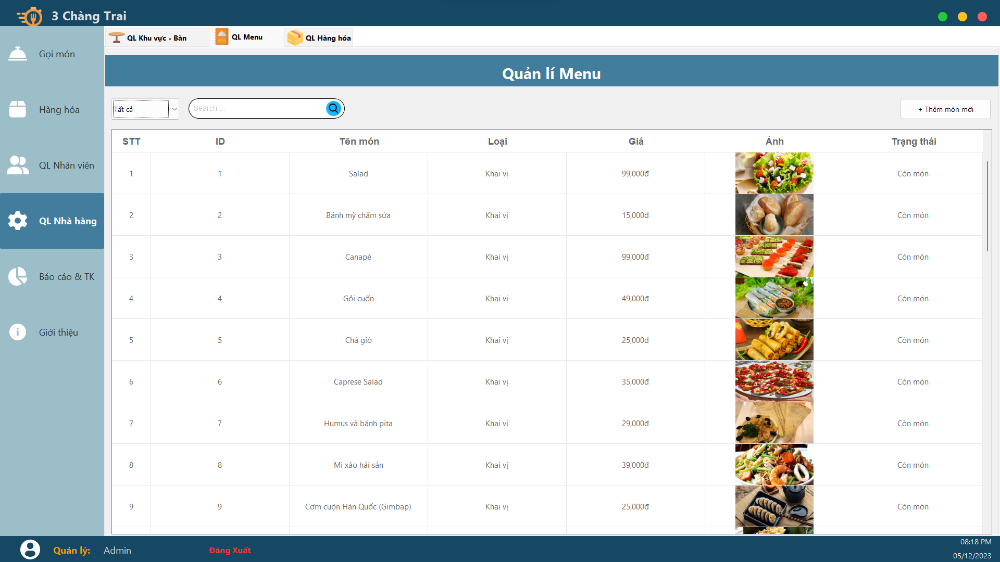 3 Chàng Trai
QL Khu vực - Bàn
QL Menu
QL Hàng hóa
Gọi món
Hàng hóa
QL Nhân viên
QL Nhà hàng
Báo cáo & TK
Giới thiệu
Quản lí Menu
Tất cả
Search ...
+ Thêm món mới
STT ID Tên món Loại Giá Ảnh Trạng thái
1 1 Salad Khai vị 99,000đ Còn món
2 2 Bánh mỳ chấm sửa Khai vị 15,000đ Còn món
3 3 Canapé Khai vị 99,000đ Còn món
4 4 Gỏi cuốn Khai vị 49,000đ Còn món
5 5 Chả giò Khai vị 25,000đ Còn món
6 6 Caprese Salad Khai vị 35,000đ Còn món
7 7 Humus và bánh pita Khai vị 29,000đ Còn món
8 8 Mì xào hải sản Khai vị 39,000đ Còn món
9 9 Cơm cuộn Hàn Quốc (Gimbap) Khai vị 25,000đ Còn món
Quản lý: Admin
Đăng Xuất
08:18 PM
05/12/2023